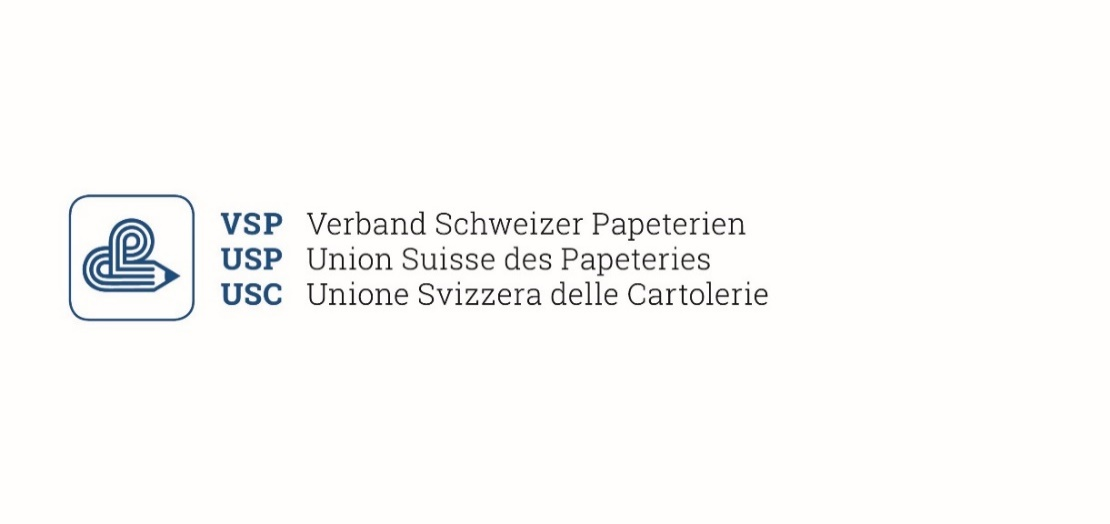 VSP Verband Schweizer Papeterien
USP Union Suisse des Papeteries
USC Unione Svizzera delle Cartolerie